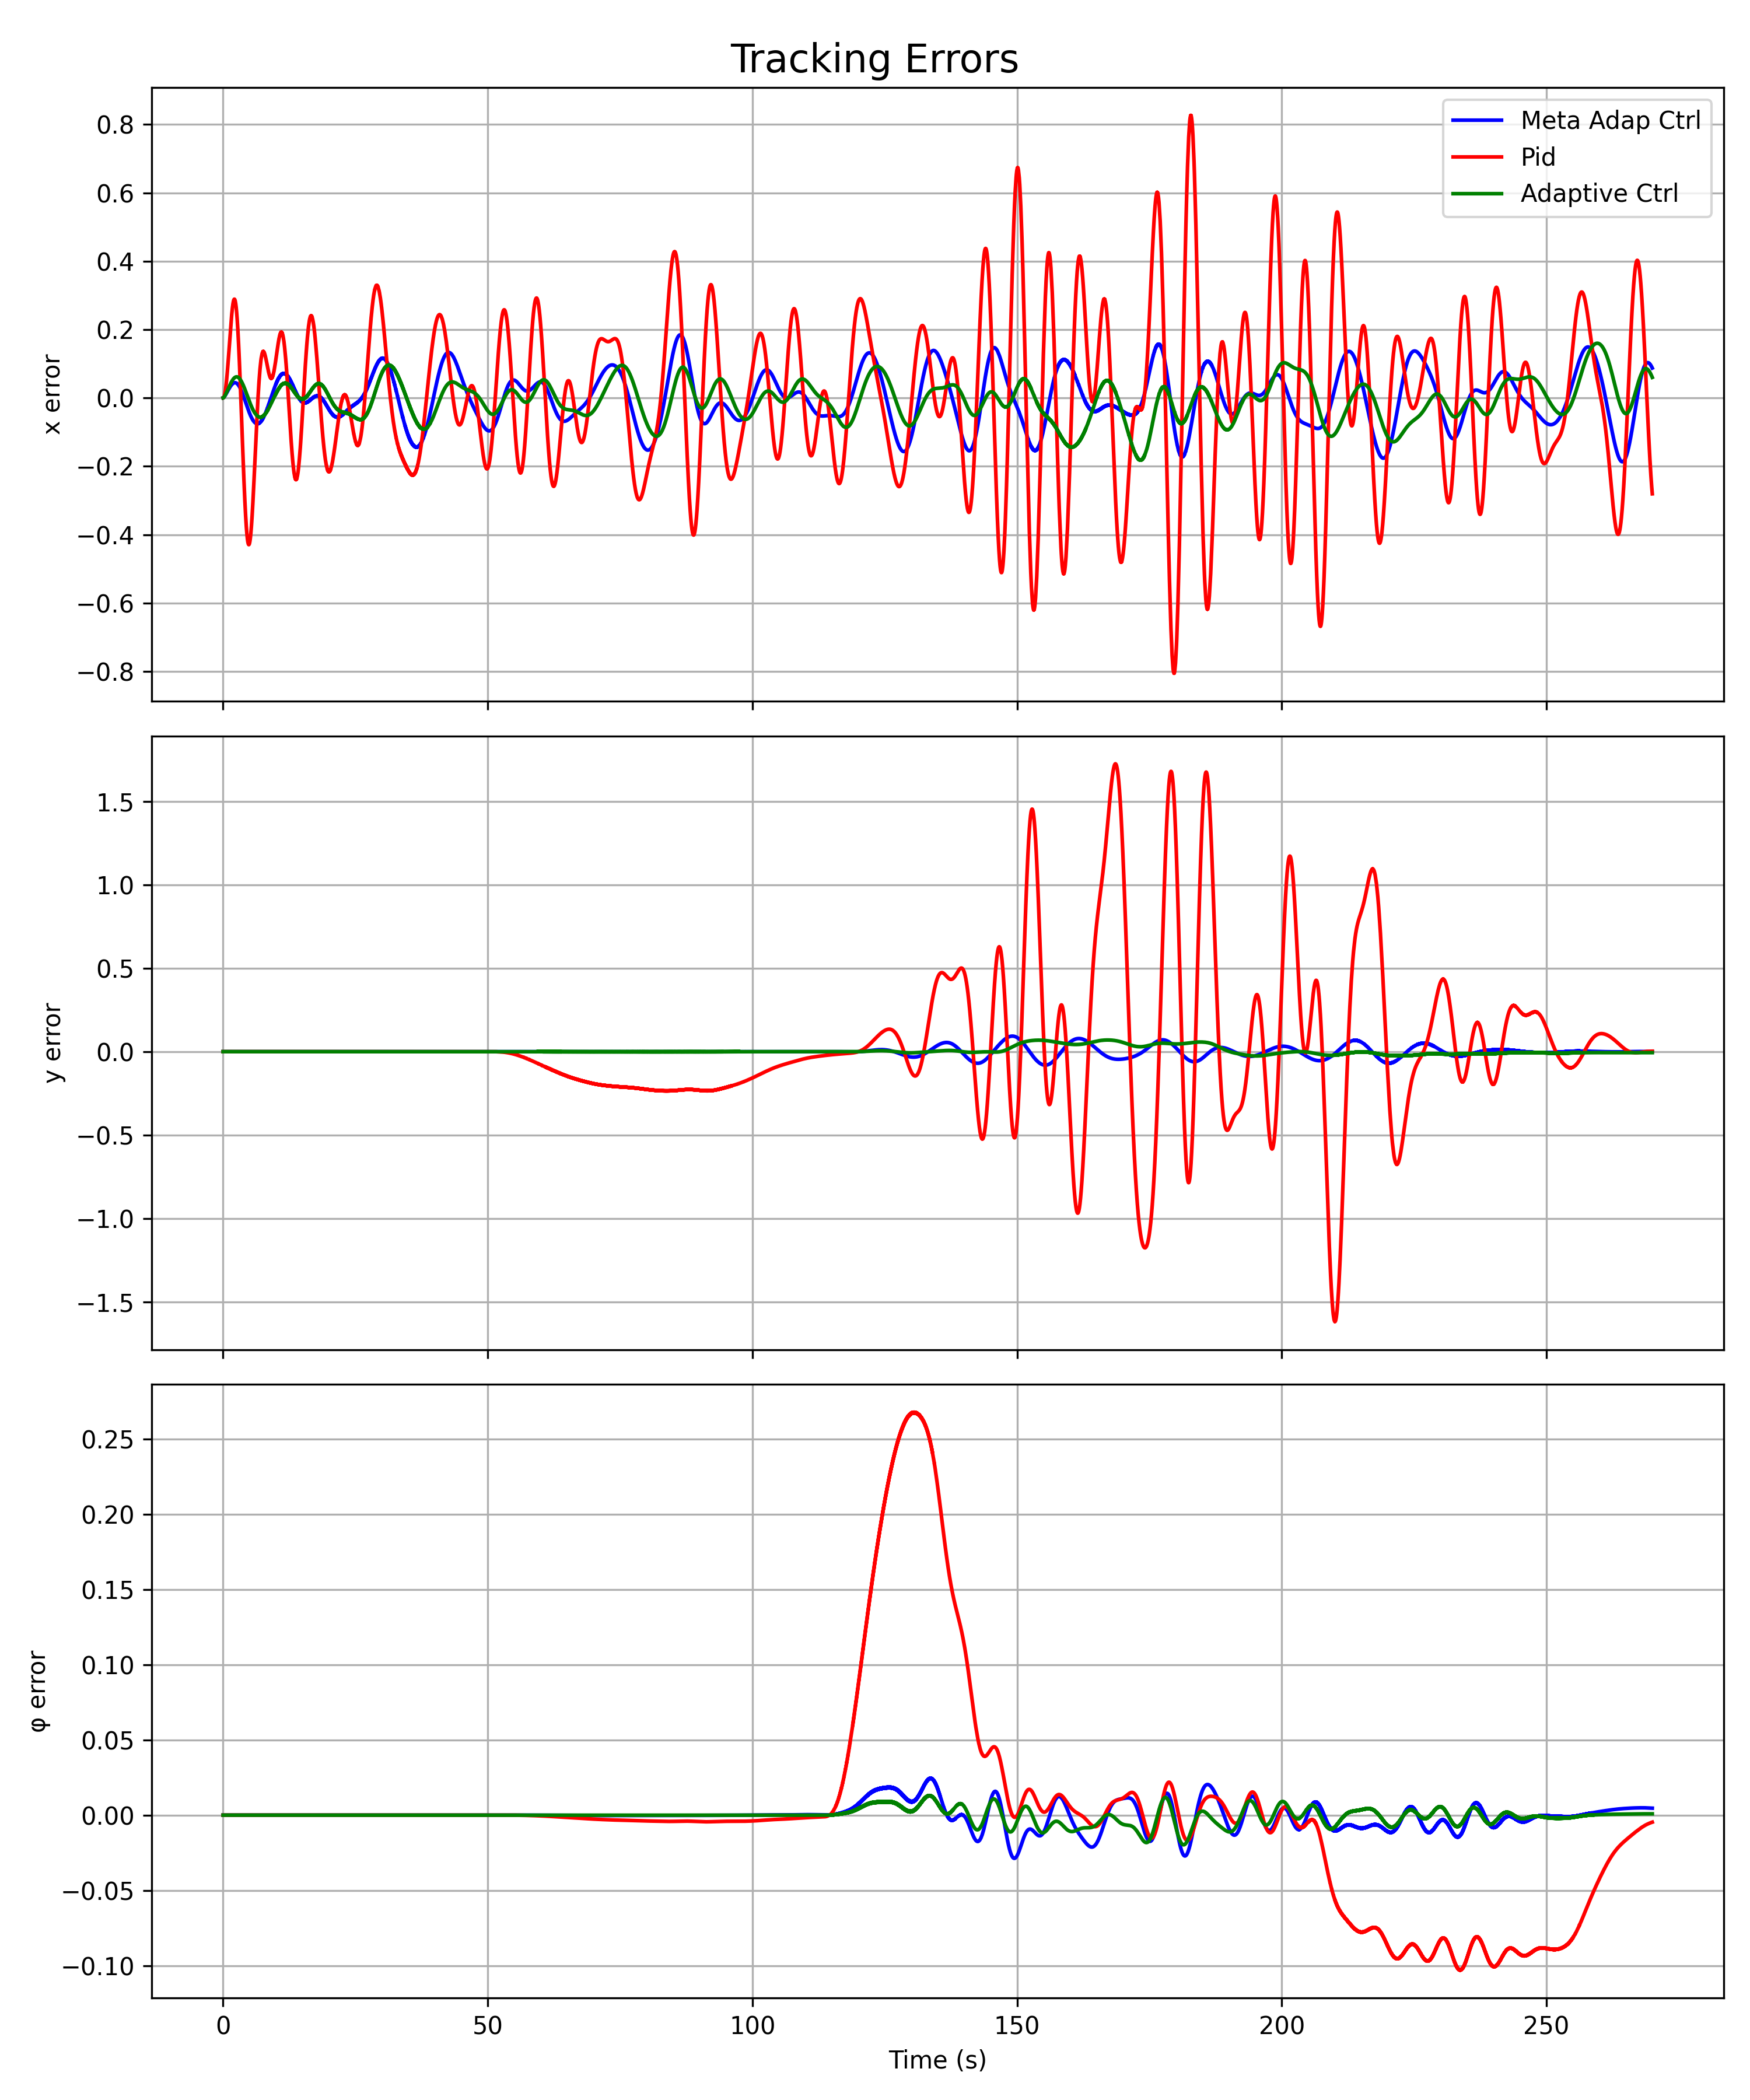 Tracking Errors
Meta Adap Ctrl
Pid
Adaptive Ctrl
0.8
0.6
0.4
0.2
0.0
−0.2
−0.4
−0.6
−0.8
x error
1.5
1.0
0.5
0.0
−0.5
−1.0
−1.5
y error
0.25
0.20
0.15
0.10
0.05
0.00
−0.05
−0.10
φ error
0 50 100 150 200 250
Time (s)